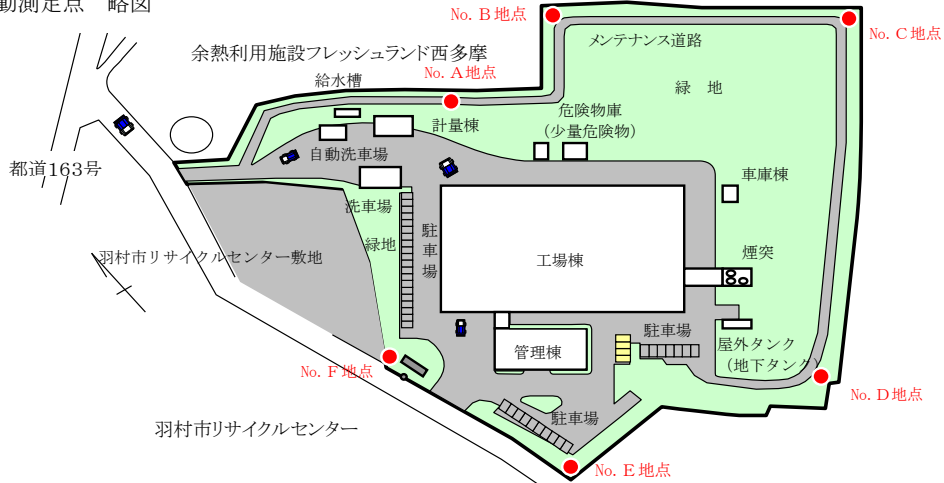 動測定点 略図
No. B地点
No. C地点
メンテナンス道路
余熱利用施設フレッシュランド西多摩
No. A地点
給水槽
緑 地
危険物庫
(少量危険物)
計量棟
自動洗車場
都道163号
車庫棟
洗車場
駐車場
緑地
羽村市リサイクルセンター敷地
工場棟
煙突
駐車場
屋外タンク
(地下タンク)
管理棟
No. F地点
No. D地点
駐車場
羽村市リサイクルセンター
No. E地点